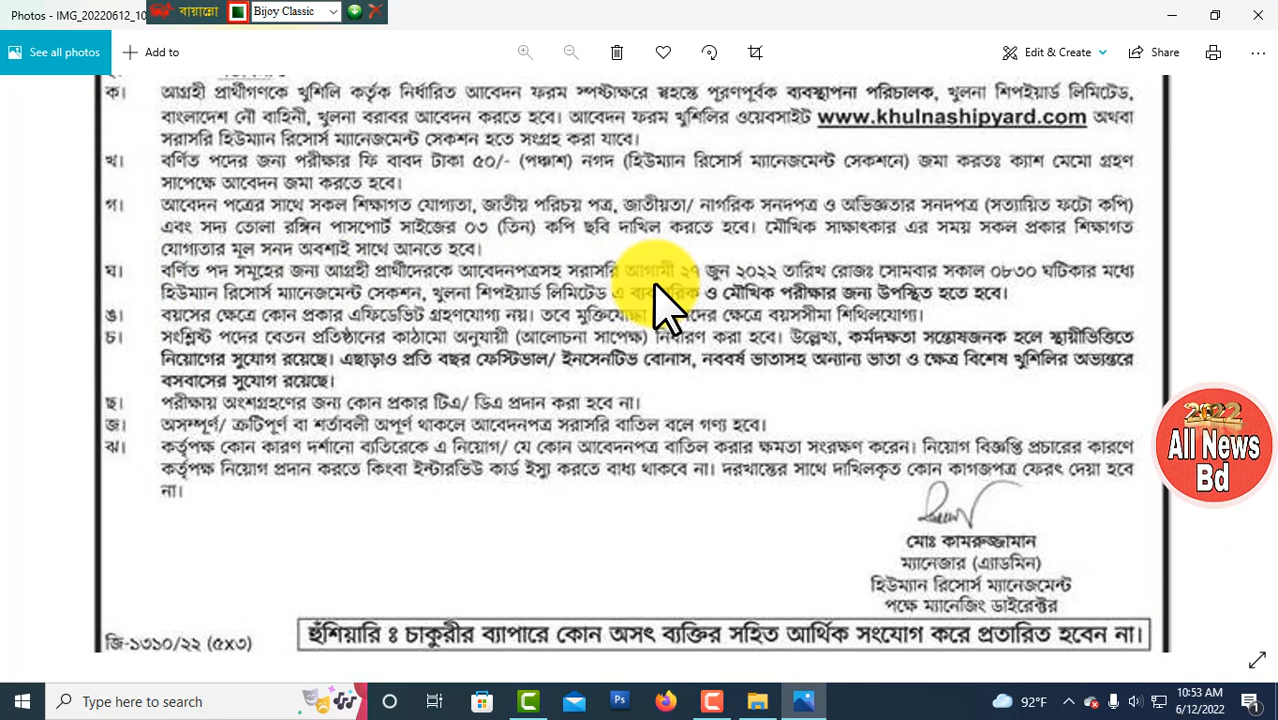 Photos - IMG_20220612_10
বায়ান্নো
Bijoy Classic
See all photos
Add to
Edit & Create
Share
ক। আগ্রহী প্রার্থীগণকে খুশিলি কর্তৃক নির্ধারিত আবেদন ফরম স্পষ্টাক্ষরে স্বহস্তে পূরণপূর্বক ব্যবস্থাপনা পরিচালক, খুলনা শিপইয়ার্ড লিমিটেড,
বাংলাদেশ নৌ বাহিনী, খুলনা বরাবর আবেদন করতে হবে। আবেদন ফরম খুশিলির ওয়েবসাইট www.khulnashipyard.com অথবা
সরাসরি হিউম্যান রিসোর্স ম্যানেজমেন্ট সেকশন হতে সংগ্রহ করা যাবে।
খ। বর্ণিত পদের জন্য পরীক্ষার ফি বাবদ টাকা ৫০/- (পঞ্চাশ) নগদ (হিউম্যান রিসোর্স ম্যানেজমেন্ট সেকশনে) জমা করতঃ ক্যাশ মেমো গ্রহণ
সাপেক্ষে আবেদন জমা করতে হবে।
গ। আবেদন পত্রের সাথে সকল শিক্ষাগত যোগ্যতা, জাতীয় পরিচয় পত্র, জাতীয়তা/ নাগরিক সনদপত্র ও অভিজ্ঞতার সনদপত্র (সত্যায়িত ফটো কপি)
এবং সদ্য তোলা রঙ্গিন পাসপোর্ট সাইজের ০৩ (তিন) কপি ছবি দাখিল করতে হবে। মৌখিক সাক্ষাৎকার এর সময় সকল প্রকার শিক্ষাগত
যোগ্যতার মূল সনদ অবশ্যই সাথে আনতে হবে।
ঘ। বর্ণিত পদ সমূহের জন্য আগ্রহী প্রার্থীদেরকে আবেদনপত্রসহ সরাসরি আগামী ২৭ জুন ২০২২ তারিখ রোজঃ সোমবার সকাল ০৮৩০ ঘটিকার মধ্যে
হিউম্যান রিসোর্স ম্যানেজমেন্ট সেকশন, খুলনা শিপইয়ার্ড লিমিটেড এ ও মৌখিক পরীক্ষার জন্য উপস্থিত হতে হবে।
ঙ। বয়সের ক্ষেত্রে কোন প্রকার এফিডেভিট গ্রহণযোগ্য নয়। তবে মুক্তিযোদ্ধা ক্ষেত্রে বয়সসীমা শিথিলযোগ্য।
চ। সংশ্লিষ্ট পদের বেতন প্রতিষ্ঠানের কাঠামো অনুযায়ী (আলোচনা সাপেক্ষে) নির্ধারণ করা হবে। উল্লেখ্য, কর্মদক্ষতা সন্তোষজনক হলে স্থায়ীভিত্তিতে
নিয়োগের সুযোগ রয়েছে। এছাড়াও প্রতি বছর ফেস্টিভাল/ ইনসেনটিভ বোনাস, নববর্ষ ভাতাসহ অন্যান্য ভাতা ও ক্ষেত্র বিশেষ খুশিলির অভ্যন্তরে
বসবাসের সুযোগ রয়েছে।
ছ। পরীক্ষায় অংশগ্রহণের জন্য কোন প্রকার টিএ/ ডিএ প্রদান করা হবে না।
জ। অসম্পূর্ণ/ ত্রুটিপূর্ণ বা শর্তাবলী অপূর্ণ থাকলে আবেদনপত্র সরাসরি বাতিল বলে গণ্য হবে।
ঝ। কর্তৃপক্ষ কোন কারণ দর্শানো ব্যতিরেকে এ নিয়োগ/ যে কোন আবেদনপত্র বাতিল করার ক্ষমতা সংরক্ষণ করেন। নিয়োগ বিজ্ঞপ্তি প্রচারের কারণে
কর্তৃপক্ষ নিয়োগ প্রদান করতে কিংবা ইন্টারভিউ কার্ড ইস্যু করতে বাধ্য থাকবে না। দরখাস্তের সাথে দাখিলকৃত কোন কাগজপত্র ফেরৎ দেয়া হবে
না।
2022
All News
Bd
মোঃ কামরুজ্জামান
ম্যানেজার (এ্যাডমিন)
হিউম্যান রিসোর্স ম্যানেজমেন্ট
পক্ষে ম্যানেজিং ডাইরেক্টর
জি-১৩১০/২২ (৫x৩)
হুঁশিয়ারি ঃ চাকুরীর ব্যাপারে কোন অসৎ ব্যক্তির সহিত আর্থিক সংযোগ করে প্রতারিত হবেন না।
Type here to search
92°F
10:53 AM
6/12/2022